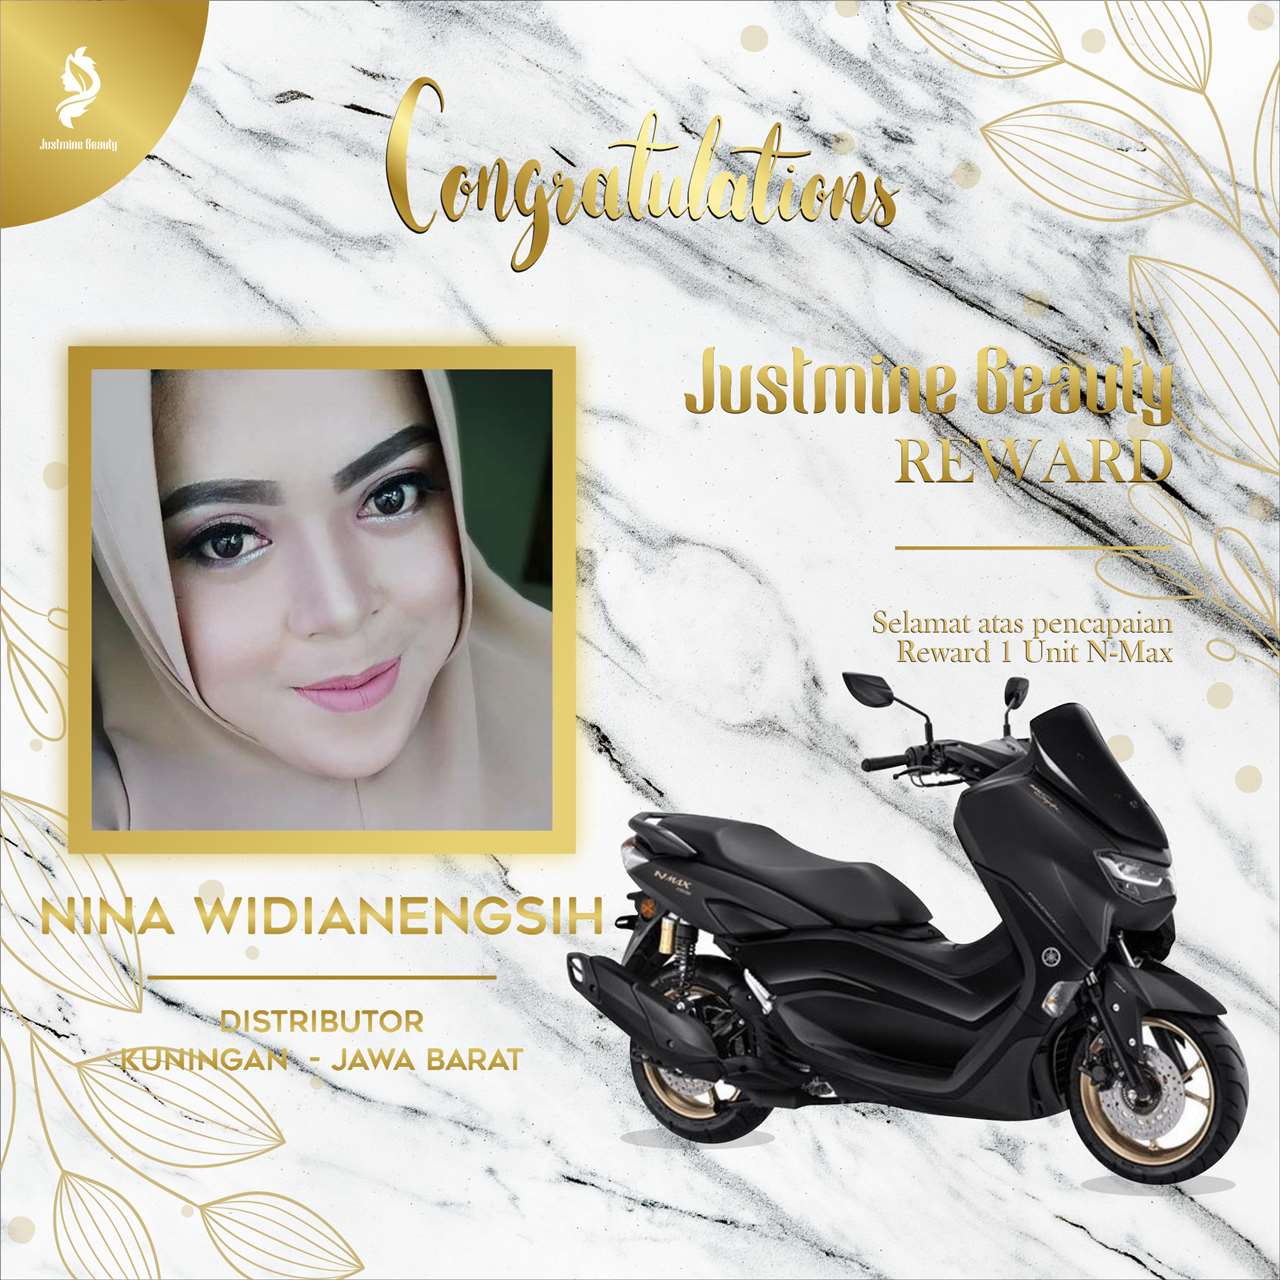 Justmine Beauty
Congratulations
Justmine Beauty
REWARD
Selamat atas pencapaian
Reward 1 Unit N-Max
N-MAX
NINA WIDIANENGSIH
DISTRIBUTOR
KUNINGAN - JAWA BARAT